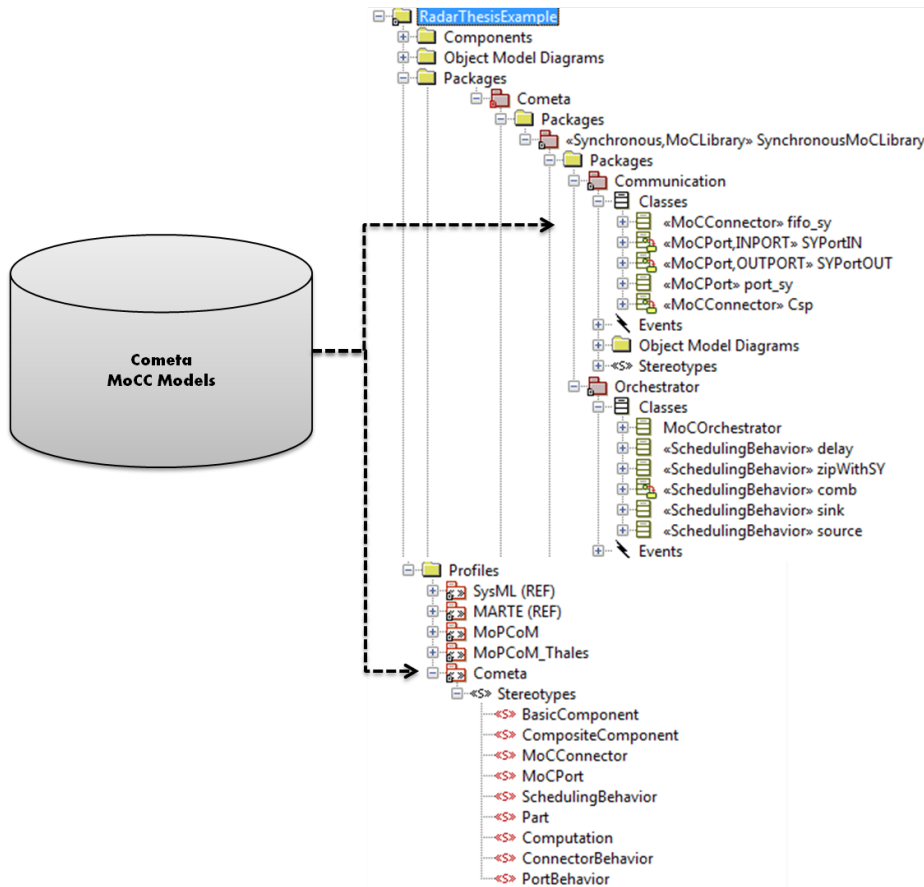 RadarThesisExample
Components
Object Model Diagrams
Packages
Cometa
Packages
«Synchronous,MoCLibrary» SynchronousMoCLibrary
Packages
Communication
Classes
«MoCConnector» fifo_sy
«MoCPort,INPORT» SYPortIN
«MoCPort,OUTPORT» SYPortOUT
«MoCPort» port_sy
«MoCConnector» Csp
Events
Object Model Diagrams
«S» Stereotypes
Orchestrator
Classes
MoCOrchestrator
«SchedulingBehavior» delay
«SchedulingBehavior» zipWithSY
«SchedulingBehavior» comb
«SchedulingBehavior» sink
«SchedulingBehavior» source
Events
Cometa
MoCC Models
Profiles
SysML (REF)
MARTE (REF)
MoPCoM
MoPCoM_Thales
Cometa
«S» Stereotypes
«S» BasicComponent
«S» CompositeComponent
«S» MoCConnector
«S» MoCPort
«S» SchedulingBehavior
«S» Part
«S» Computation
«S» ConnectorBehavior
«S» PortBehavior